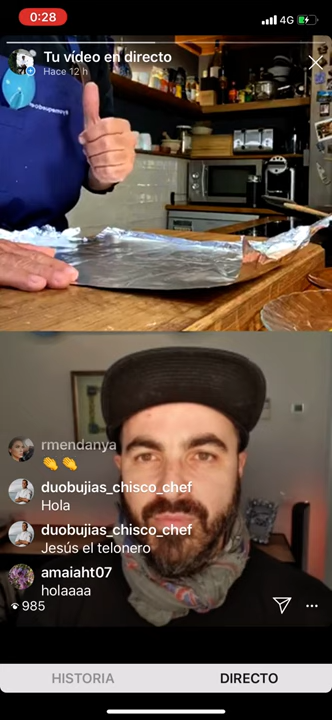 0:28
4G
Tu vídeo en directo
Hace 12 h
rmendanya
👏 👏
duobujias_chisco_chef
Hola
duobujias_chisco_chef
Jesús el telonero
amaiaht07
holaaaa
985
HISTORIA
DIRECTO